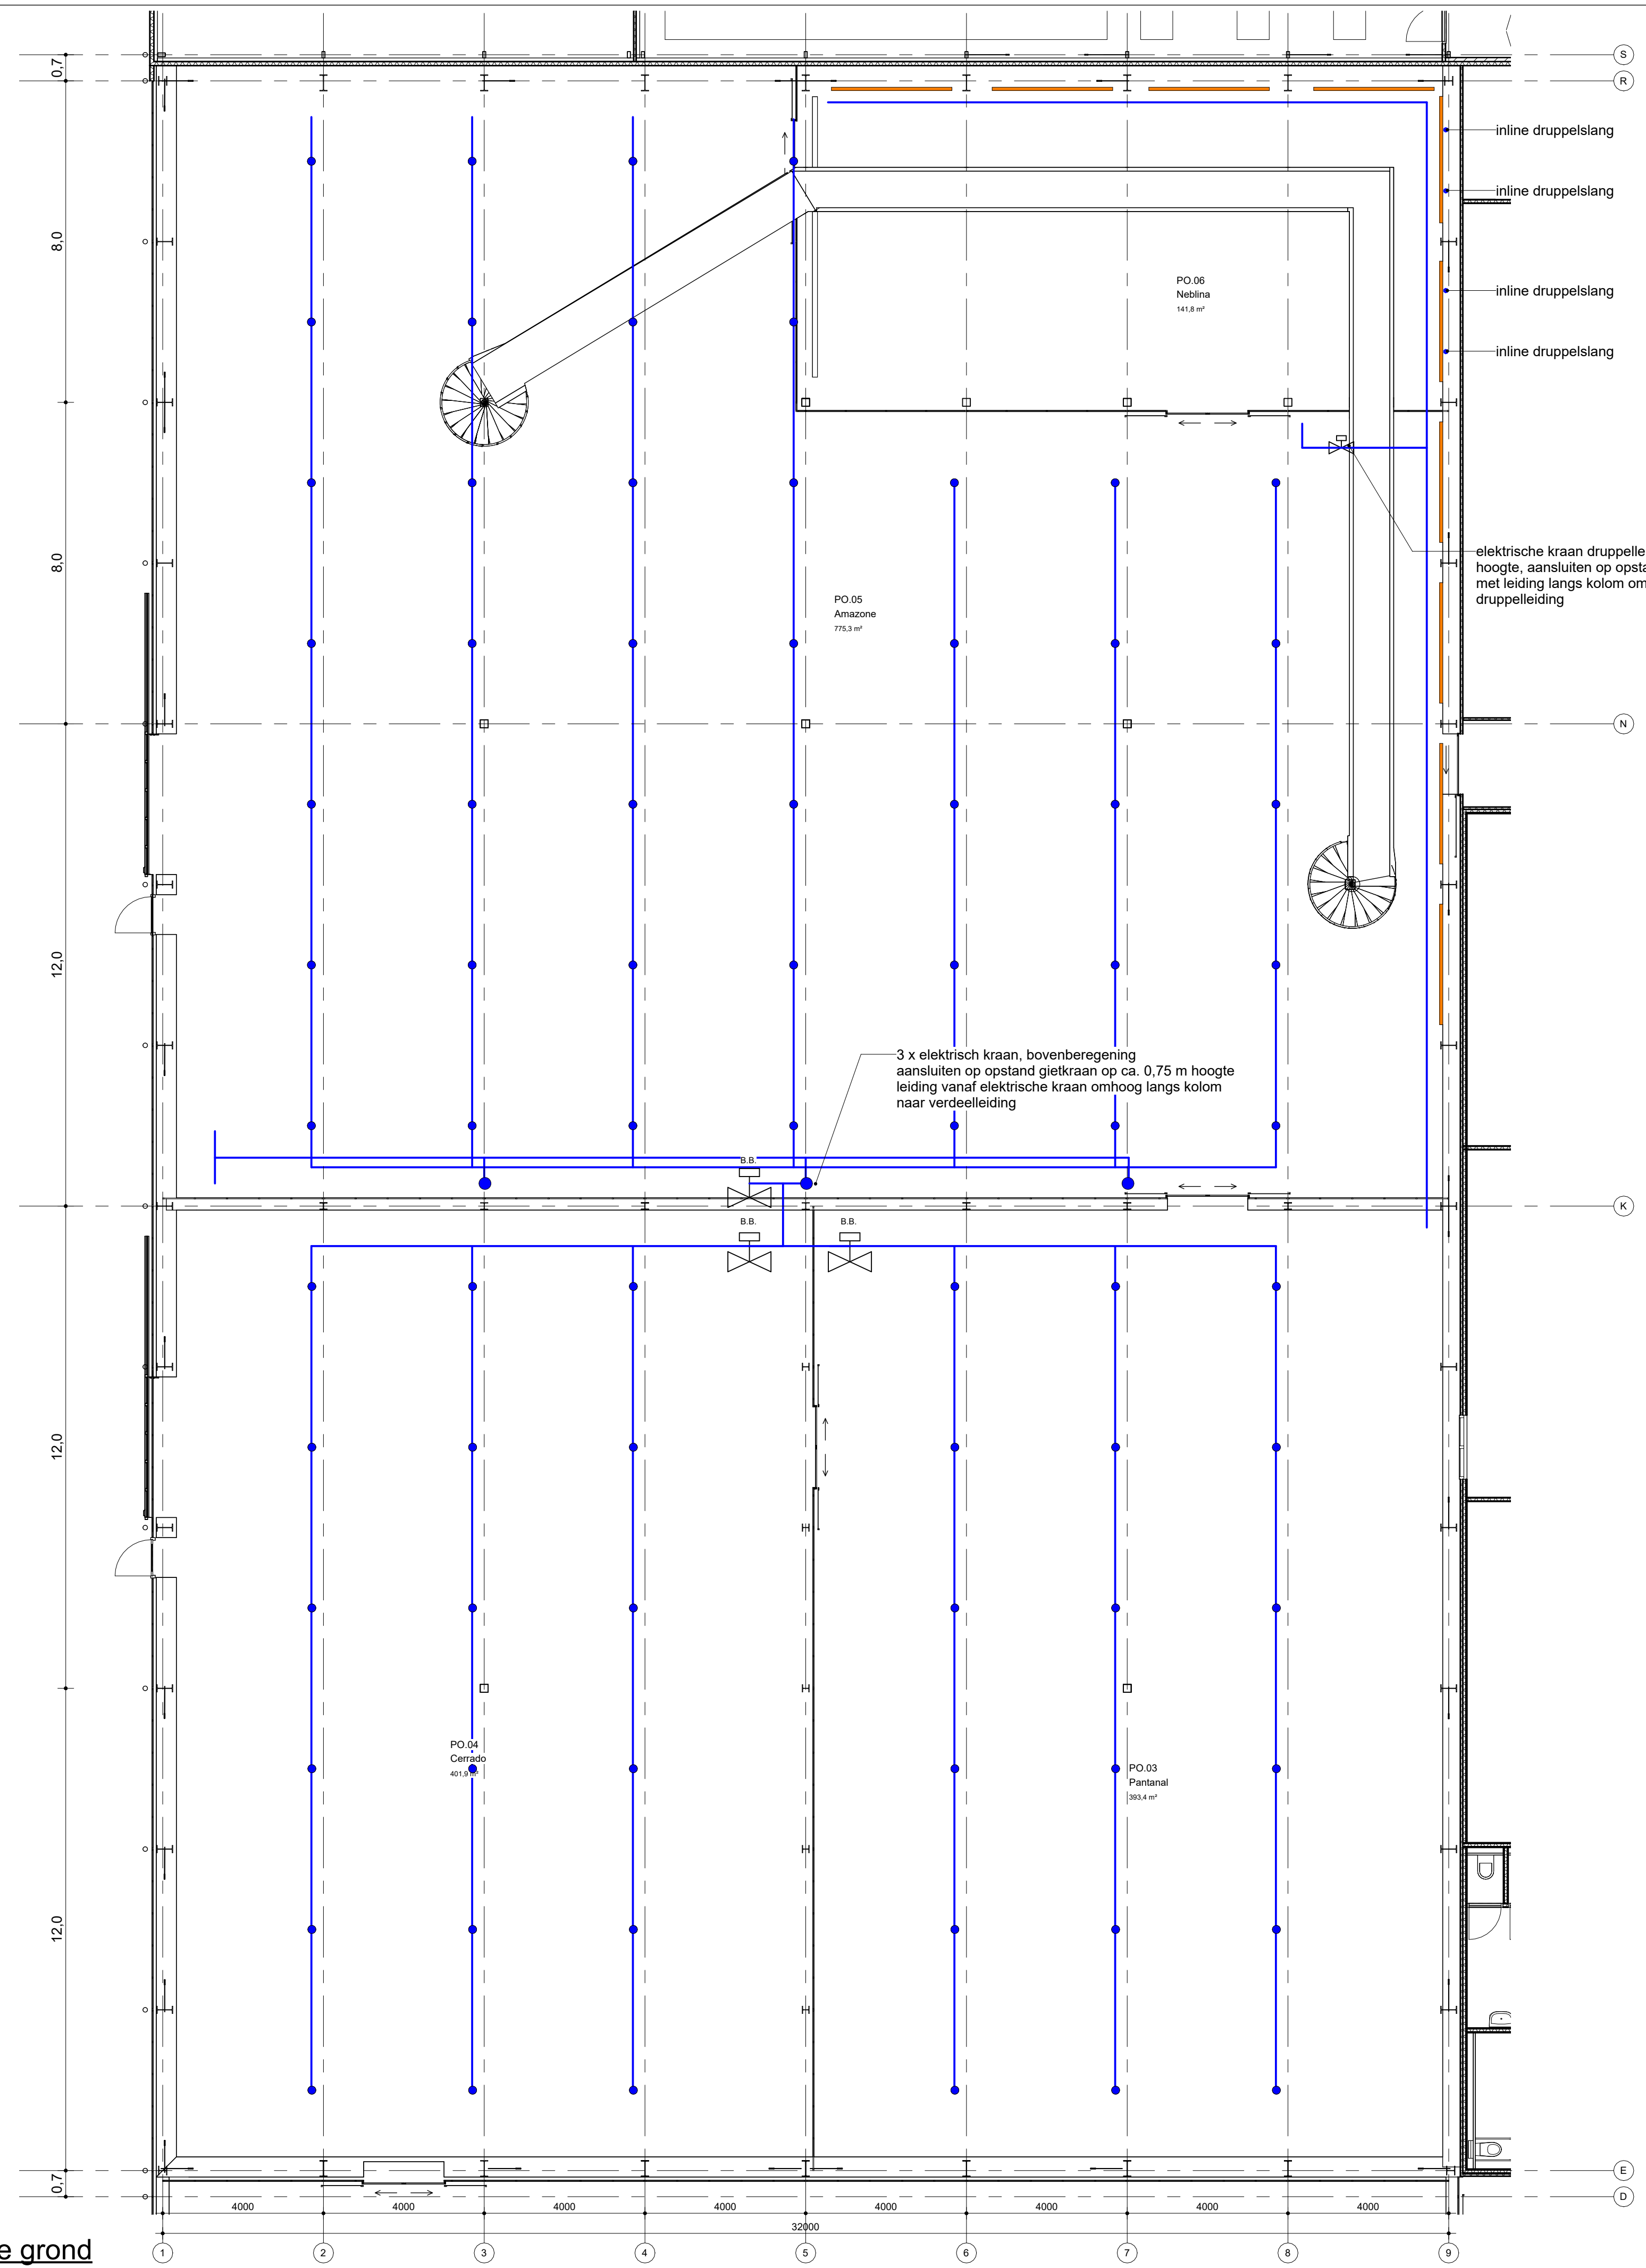 S
R
0,7
inline druppelslang
inline druppelslang
8,0
PO.06
Neblina
141,8 m²
inline druppelslang
inline druppelslang
elektrische kraan
hoogte, aansluiten op
met leiding langs kolom
druppelleiding
8,0
PO.05
Amazone
775,3 m²
N
12,0
3 x elektrisch kraan, bovenberegening
aansluiten op opstand gietkraan op ca. 0,75 m hoogte
leiding vanaf elektrische kraan omhoog langs kolom
naar verdeelleiding
B.B.
K
B.B.
B.B.
12,0
PO.04
Cerrado
401,9 m²
PO.03
Pantanal
393,4 m²
12,0
E
0,7
D
4000
4000
4000
4000
4000
4000
4000
4000
32000
1
2
3
4
5
6
7
8
9
e grond